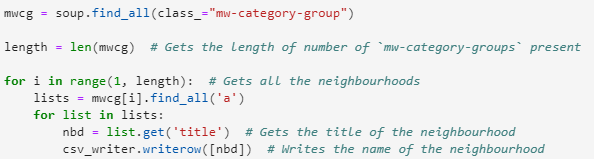 mwcg = soup.find_all(class_="mw-category-group")
length = len(mwcg)  # Gets the length of number of `mw-category-groups` present
for i in range(1, length):  # Gets all the neighbourhoods
    lists = mwcg[i].find_all('a')
    for list in lists:
        nbd = list.get('title')  # Gets the title of the neighbourhood
        csv_writer.writerow([nbd])  # Writes the name of the neighbourhood